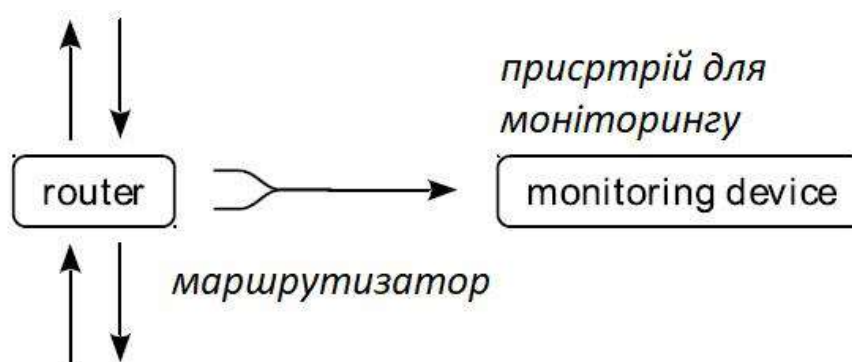 присртрій для
моніторингу
router
monitoring device
маршрутизатор